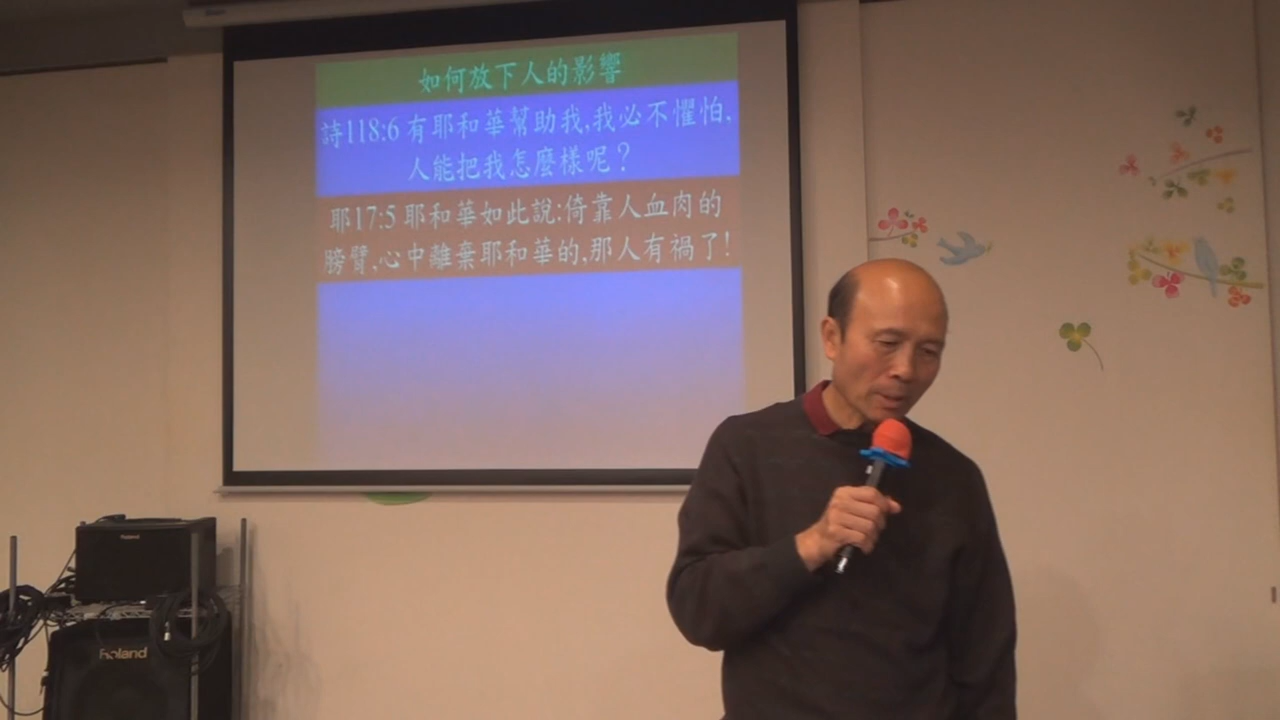 如何放下人的影響
詩118:6 有耶和華幫助我,我必不懼怕,
人能把我怎麼樣呢？
耶17:5 耶和華如此說:倚靠人血肉的
膀臂,心中離棄耶和華的,那人有禍了!
Roland
Roland